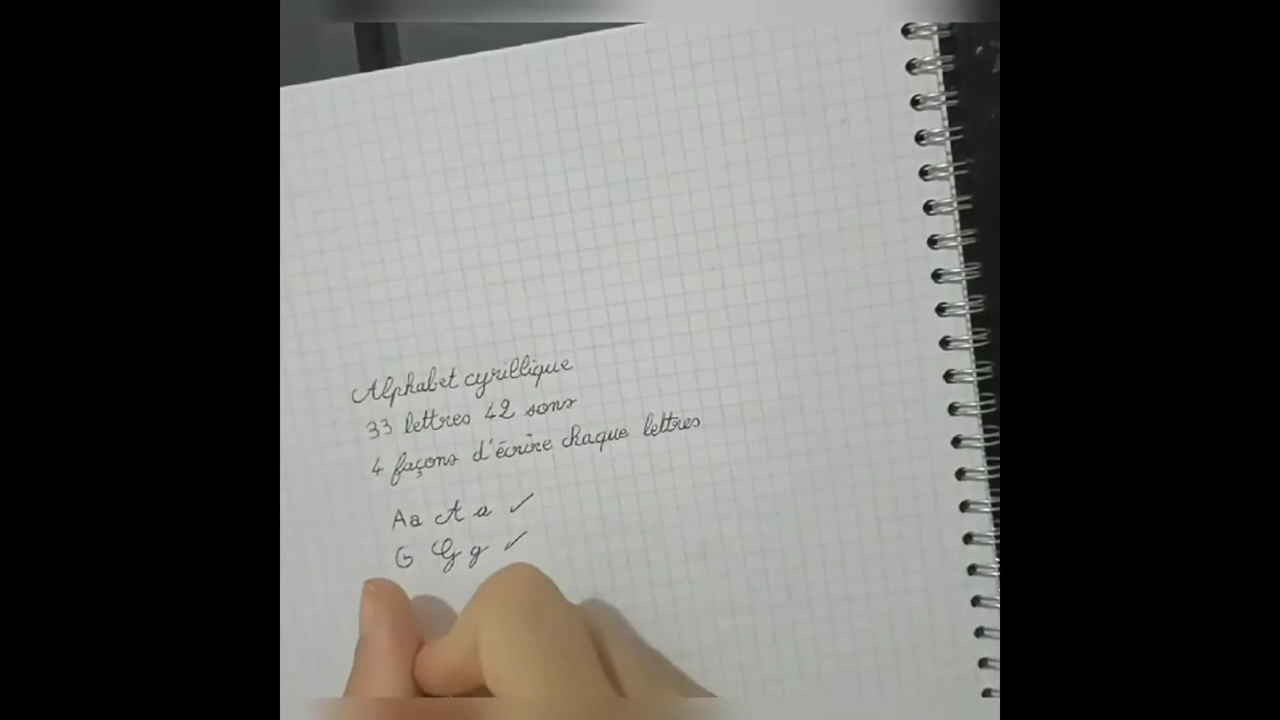 Alphabet cyrillique
33 lettres 42 sons
4 façons d'écrire chaque lettres
Aa A a ✓
G G g ✓